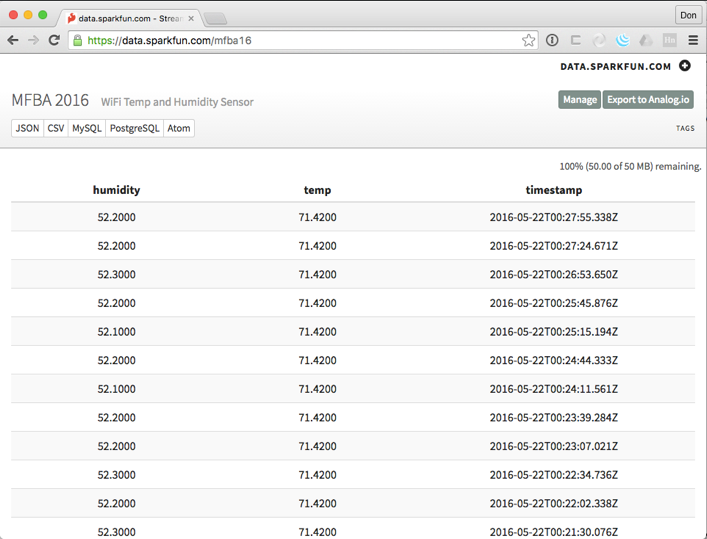 data.sparkfun.com – Stream
Don
https://data.sparkfun.com/mfba16
DATA.SPARKFUN.COM
MFBA 2016 WiFi Temp and Humidity Sensor
Manage Export to Analog.io
JSON CSV MySQL PostgreSQL Atom
TAGS
100% (50.00 of 50 MB) remaining.
humidity temp timestamp
52.2000 71.4200 2016-05-22T00:27:55.338Z
52.2000 71.4200 2016-05-22T00:27:24.671Z
52.3000 71.4200 2016-05-22T00:26:53.650Z
52.2000 71.4200 2016-05-22T00:25:45.876Z
52.1000 71.4200 2016-05-22T00:25:15.194Z
52.2000 71.4200 2016-05-22T00:24:44.333Z
52.1000 71.4200 2016-05-22T00:24:11.561Z
52.2000 71.4200 2016-05-22T00:23:39.284Z
52.2000 71.4200 2016-05-22T00:23:07.021Z
52.3000 71.4200 2016-05-22T00:22:34.736Z
52.2000 71.4200 2016-05-22T00:22:02.338Z
52.3000 71.4200 2016-05-22T00:21:30.076Z